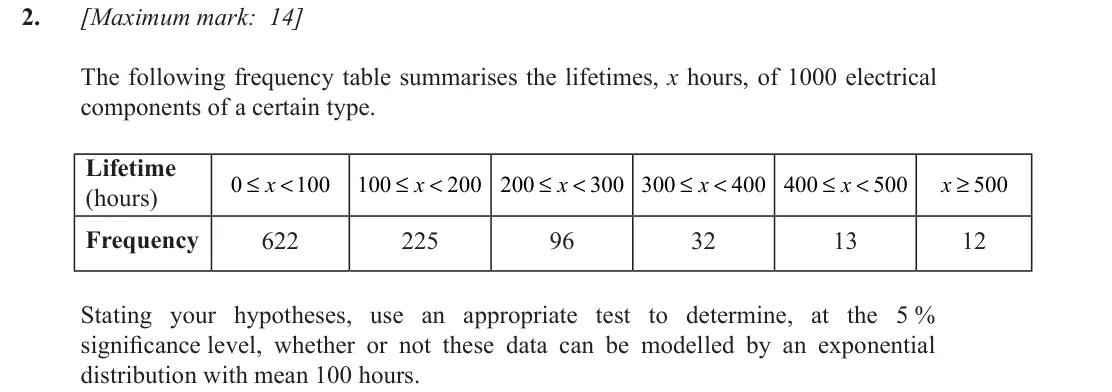 2. [Maximum mark: 14]
The following frequency table summarises the lifetimes, x hours, of 1000 electrical
components of a certain type.
Lifetime (hours) 0 ≤ x < 100 100 ≤ x < 200 200 ≤ x < 300 300 ≤ x < 400 400 ≤ x < 500 x ≥ 500
Frequency 622 225 96 32 13 12
Stating your hypotheses, use an appropriate test to determine, at the 5 %
significance level, whether or not these data can be modelled by an exponential
distribution with mean 100 hours.